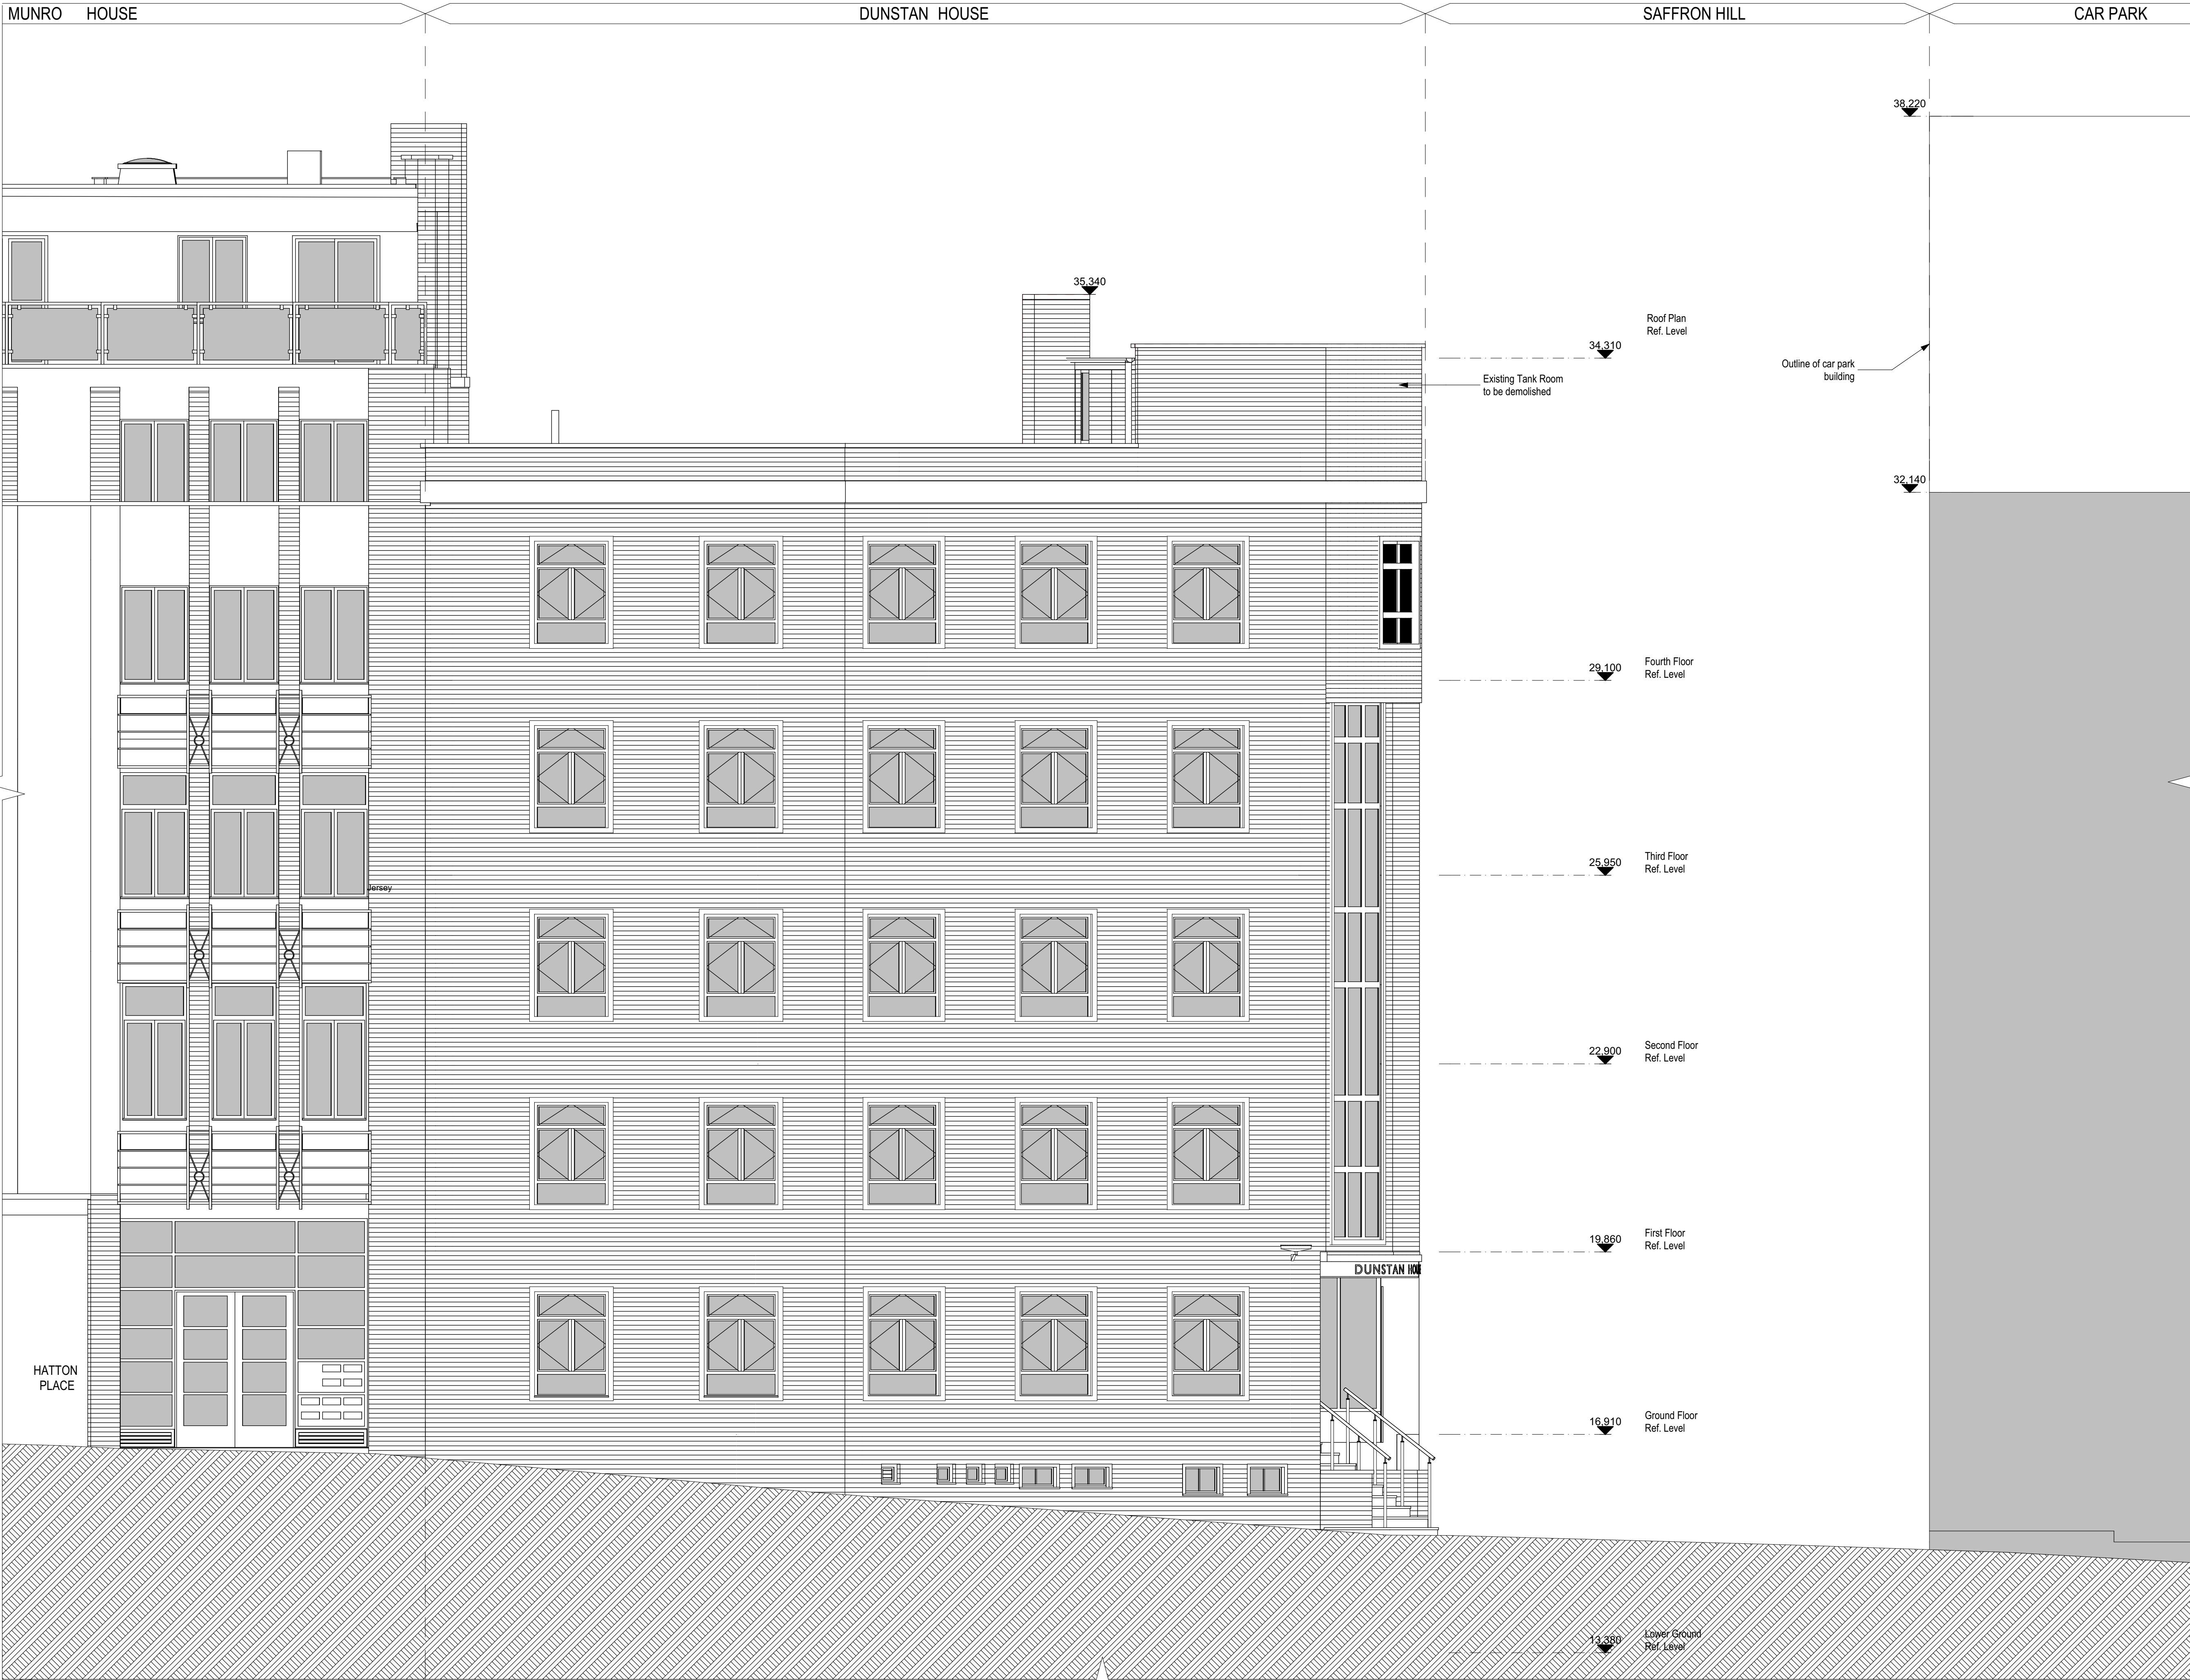 MUNRO HOUSE
DUNSTAN HOUSE
SAFFRON HILL
CAR PARK
38,220
35,340
Roof Plan
Ref. Level
34,310
Outline of car park
building
Existing Tank Room
to be demolished
32,140
29,100
Fourth Floor
Ref. Level
25,950
Third Floor
Ref. Level
Jersey
22,900
Second Floor
Ref. Level
19,860
First Floor
Ref. Level
DUNSTAN HOUSE
HATTON
PLACE
16,910
Ground Floor
Ref. Level
13,380
Lower Ground
Ref. Level